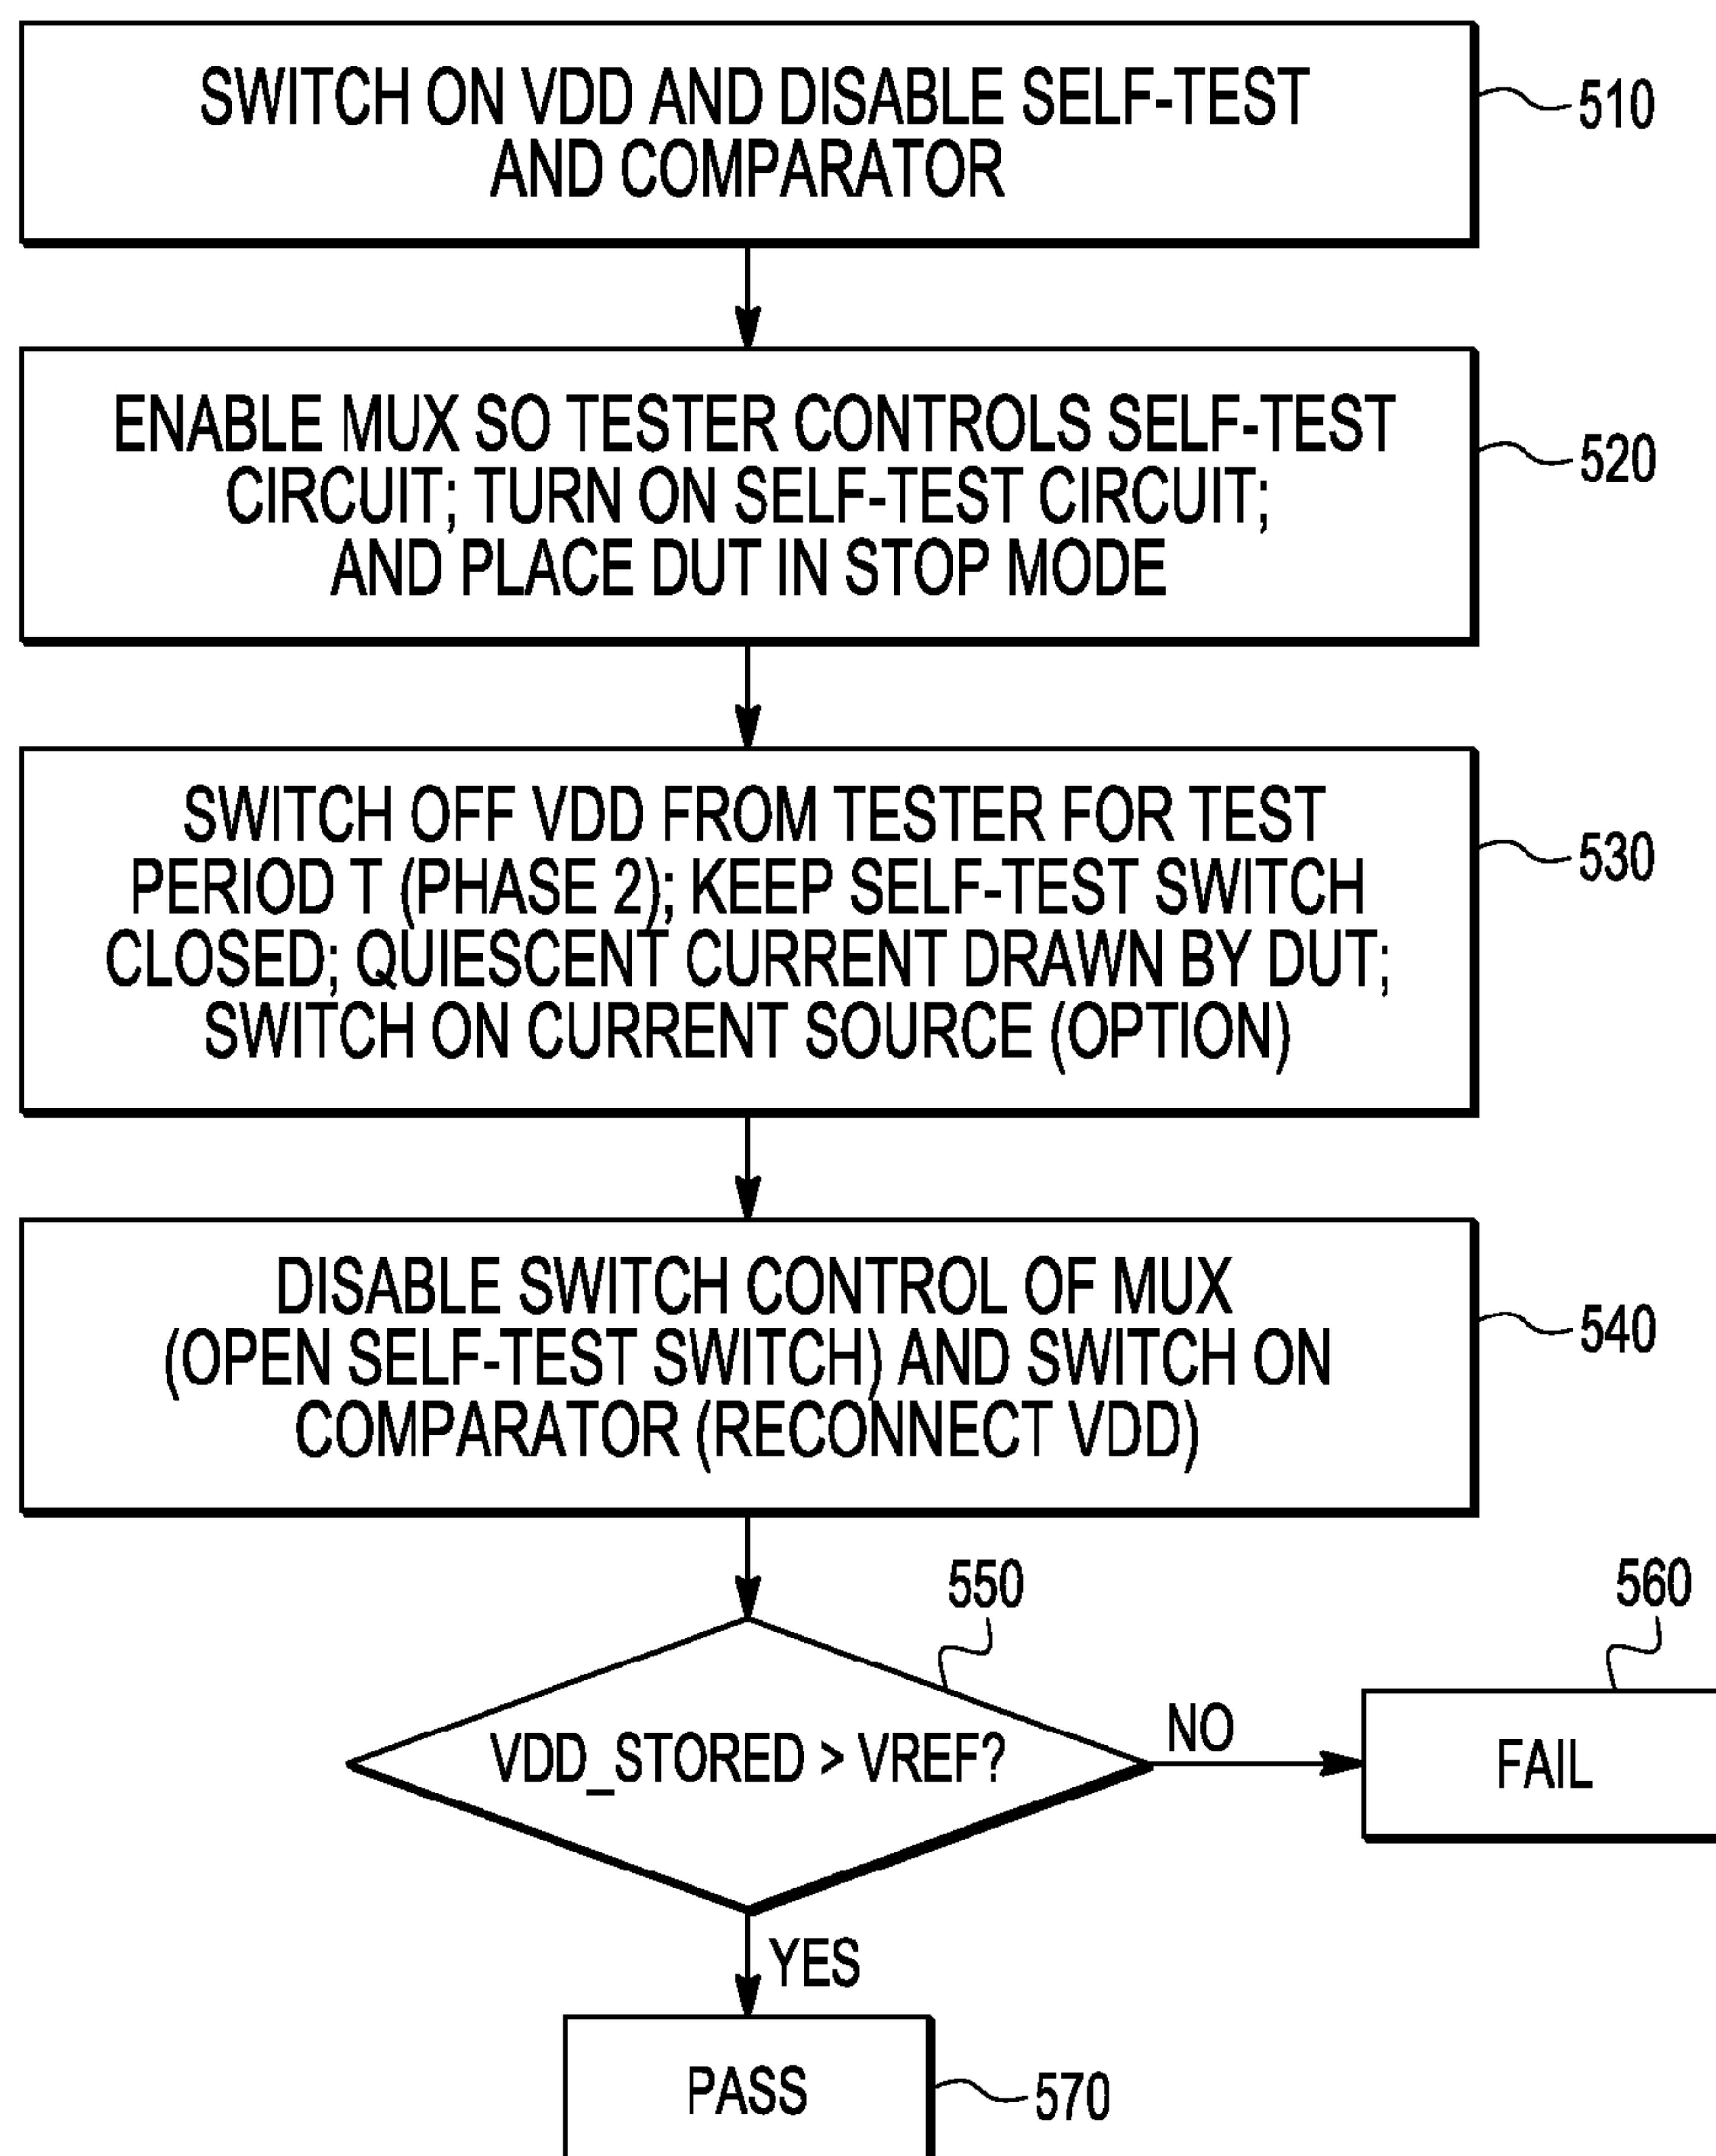 SWITCH ON VDD AND DISABLE SELF-TEST
AND COMPARATOR
510
ENABLE MUX SO TESTER CONTROLS SELF-TEST
CIRCUIT; TURN ON SELF-TEST CIRCUIT;
AND PLACE DUT IN STOP MODE
520
SWITCH OFF VDD FROM TESTER FOR TEST
PERIOD T (PHASE 2); KEEP SELF-TEST SWITCH
CLOSED; QUIESCENT CURRENT DRAWN BY DUT;
SWITCH ON CURRENT SOURCE (OPTION)
530
DISABLE SWITCH CONTROL OF MUX
(OPEN SELF-TEST SWITCH) AND SWITCH ON
COMPARATOR (RECONNECT VDD)
540
550
560
VDD_STORED > VREF?
NO
FAIL
YES
PASS
570